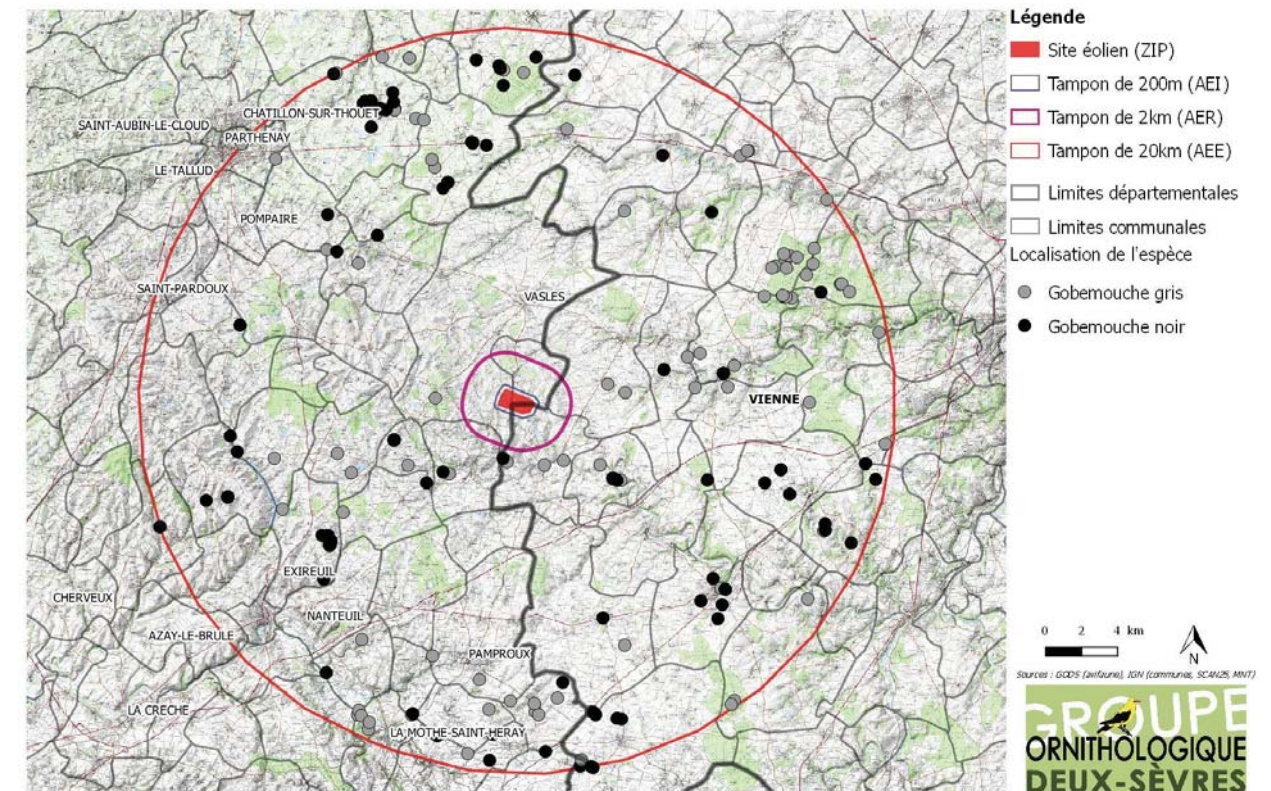 SAINT-AUBIN-LE-CLOUD
CHATILLON-SUR-THOUET
PARTHENAY
LE TALLUD
POMPAIRE
SAINT-PARDOUX
VASLES
VIENNE
EXIREUIL
CHERVEUX
NANTEUIL
AZAY-LE-BRULE
PAMPROUX
LA CRECHE
LA MOTHE-SAINT-HERAY
Légende
Site éolien (ZIP)
Tampon de 200m (AEI)
Tampon de 2km (AER)
Tampon de 20km (AEE)
Limites départementales
Limites communales
Localisation de l'espèce
Gobemouche gris
Gobemouche noir
0 2 4 km
N
Sources : GODS (avifaune), IGN (communes, SCAN25, MNT)
GROUPE
ORNITHOLOGIQUE
DEUX-SÈVRES